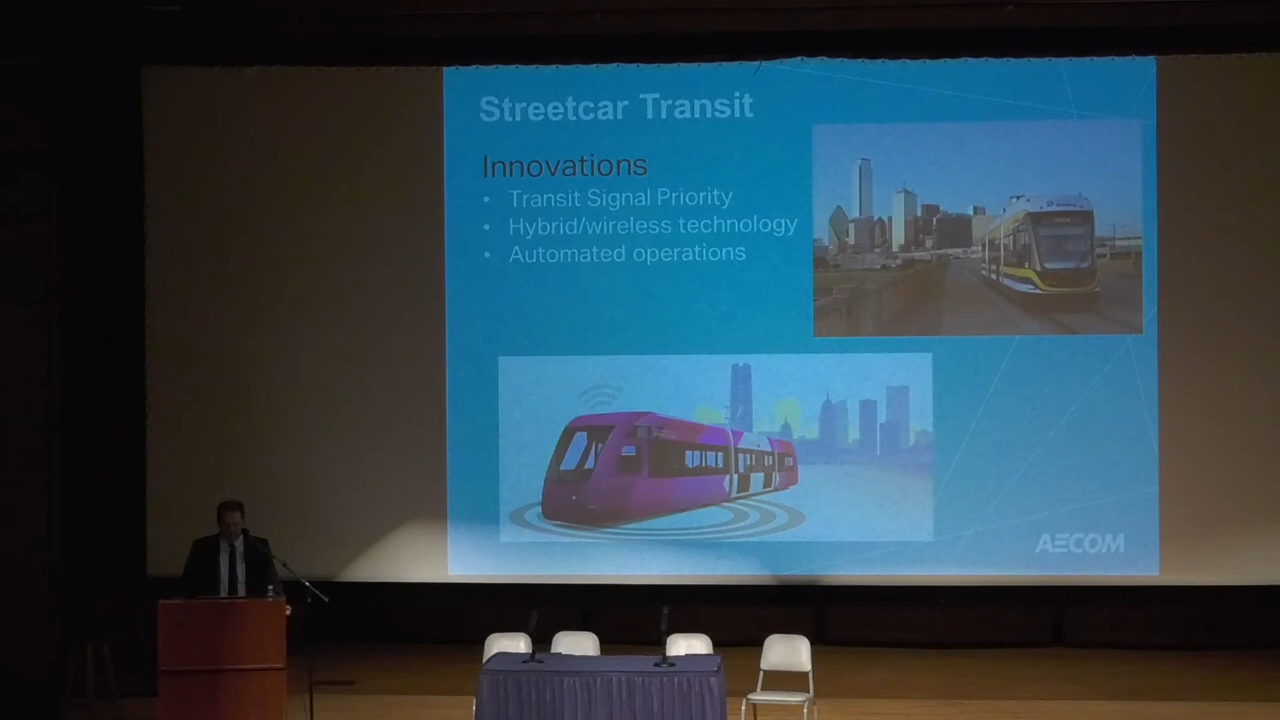 Streetcar Transit
Innovations
• Transit Signal Priority
• Hybrid/wireless technology
• Automated operations
AECOM